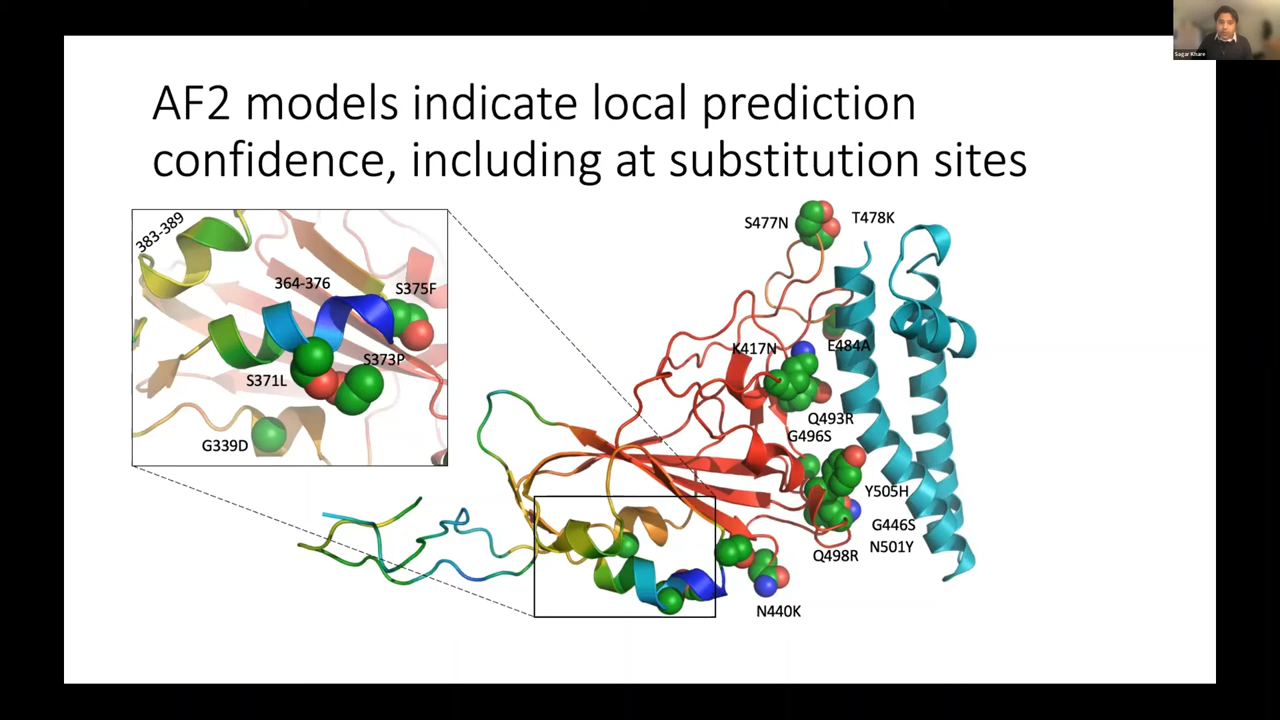 AF2 models indicate local prediction
confidence, including at substitution sites
383-389
364-376
S375F
S373P
S371L
G339D
S477N
T478K
K417N
E484A
Q493R
G496S
Y505H
G446S
N501Y
Q498R
N440K
Sagar Khare